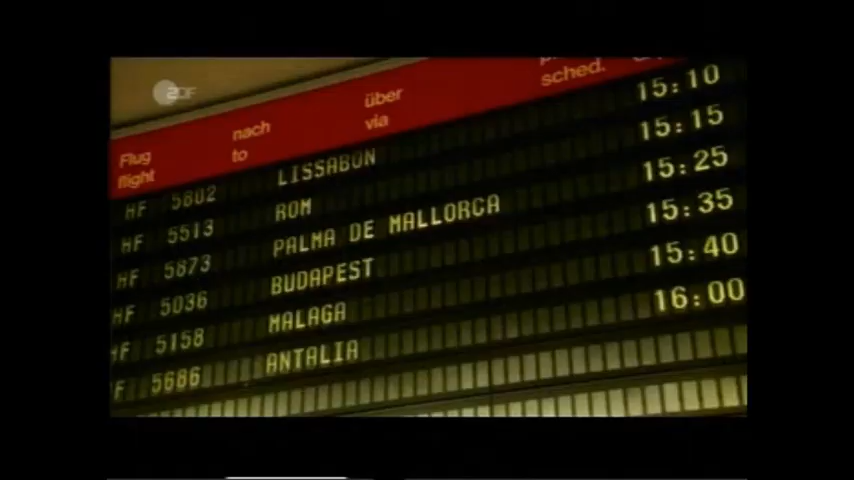 ZDF
Flug nach über
flight to via sched.
HF 5802 LISSABON 15:10
HF 5513 ROM 15:15
HF 5873 PALMA DE MALLORCA 15:25
HF 5036 BUDAPEST 15:35
HF 5158 MALAGA 15:40
HF 5686 ANTALIA 16:00